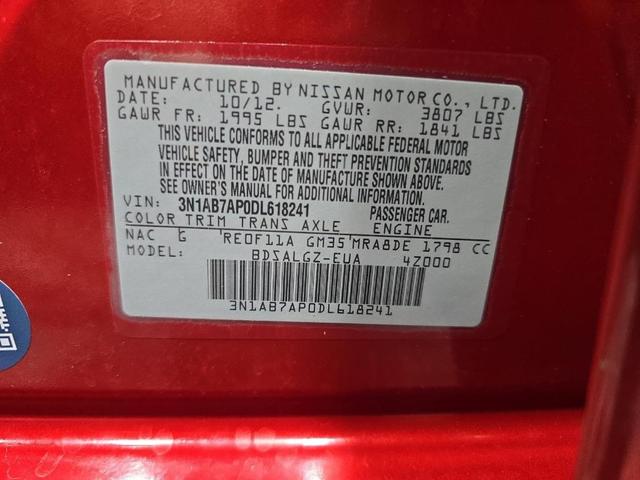 MANUFACTURED BY NISSAN MOTOR CO., LTD.
DATE: 10/12. GVWR: 3807 LBS
GAWR FR: 1995 LBS GAWR RR: 1841 LBS
THIS VEHICLE CONFORMS TO ALL APPLICABLE FEDERAL MOTOR
VEHICLE SAFETY, BUMPER AND THEFT PREVENTION STANDARDS
IN EFFECT ON THE DATE OF MANUFACTURE SHOWN ABOVE.
SEE OWNER'S MANUAL FOR ADDITIONAL INFORMATION.
VIN: 3N1AB7AP0DL618241 PASSENGER CAR.
COLOR TRIM TRANS AXLE ENGINE
NAC G RE0F11A GM35 MRA8DE 1798 CC
MODEL: BDSALGZ-EUA 4Z000
3N1AB7AP0DL618241